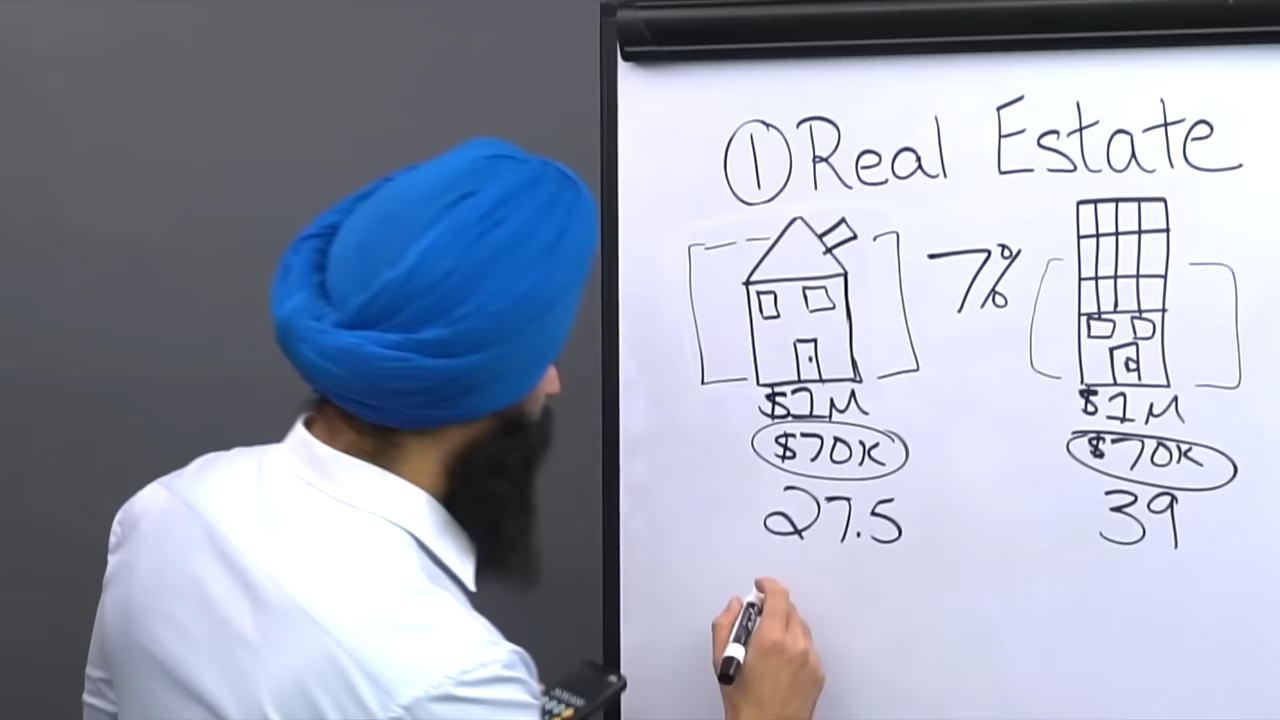 ① Real Estate
7%
$1M $1M
$70K $70K
27.5 39